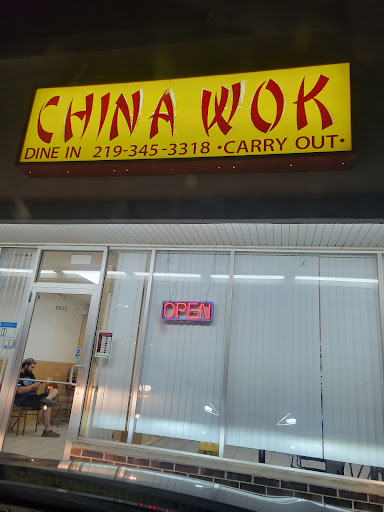 CHINA WOK
DINE IN 219-345-3318 • CARRY OUT •
OPEN